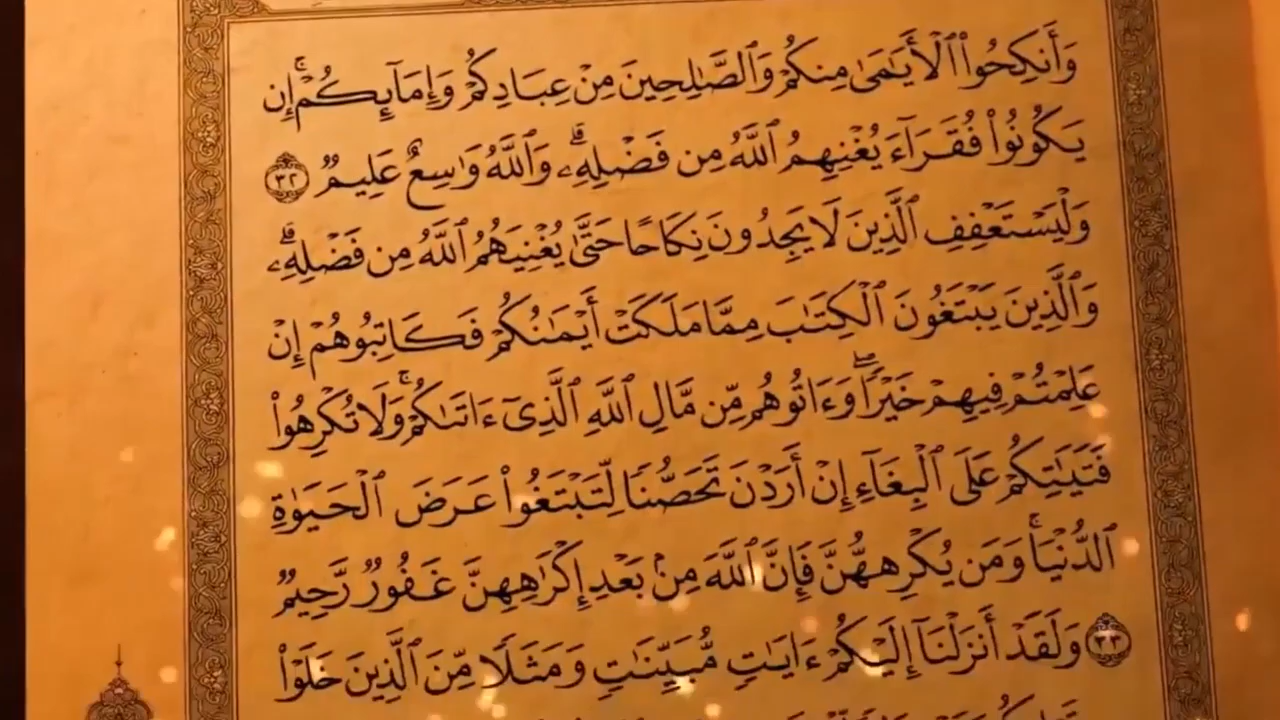 وَأَنكِحُوا۟ ٱلْأَيَـٰمَىٰ مِنكُمْ وَٱلصَّـٰلِحِينَ مِنْ عِبَادِكُمْ وَإِمَآئِكُمْ ۚ إِن
يَكُونُوا۟ فُقَرَآءَ يُغْنِهِمُ ٱللَّهُ مِن فَضْلِهِۦ ۗ وَٱللَّهُ وَٰسِعٌ عَلِيمٌ ٣٢
وَلْيَسْتَعْفِفِ ٱلَّذِينَ لَا يَجِدُونَ نِكَاحًا حَتَّىٰ يُغْنِيَهُمُ ٱللَّهُ مِن فَضْلِهِۦ ۗ
وَٱلَّذِينَ يَبْتَغُونَ ٱلْكِتَـٰبَ مِمَّا مَلَكَتْ أَيْمَـٰنُكُمْ فَكَاتِبُوهُمْ إِنْ
عَلِمْتُمْ فِيهِمْ خَيْرًا ۖ وَءَاتُوهُم مِّن مَّالِ ٱللَّهِ ٱلَّذِىٓ ءَاتَىٰكُمْ ۚ وَلَا تُكْرِهُوا۟
فَتَيَـٰتِكُمْ عَلَى ٱلْبِغَآءِ إِنْ أَرَدْنَ تَحَصُّنًا لِّتَبْتَغُوا۟ عَرَضَ ٱلْحَيَوٰةِ
ٱلدُّنْيَا ۚ وَمَن يُكْرِههُّنَّ فَإِنَّ ٱللَّهَ مِنۢ بَعْدِ إِكْرَٰهِهِنَّ غَفُورٌ رَّحِيمٌ
٣٣ وَلَقَدْ أَنزَلْنَآ إِلَيْكُمْ ءَايَـٰتٍ مُّبَيِّنَـٰتٍ وَمَثَلًا مِّنَ ٱلَّذِينَ خَلَوْا۟